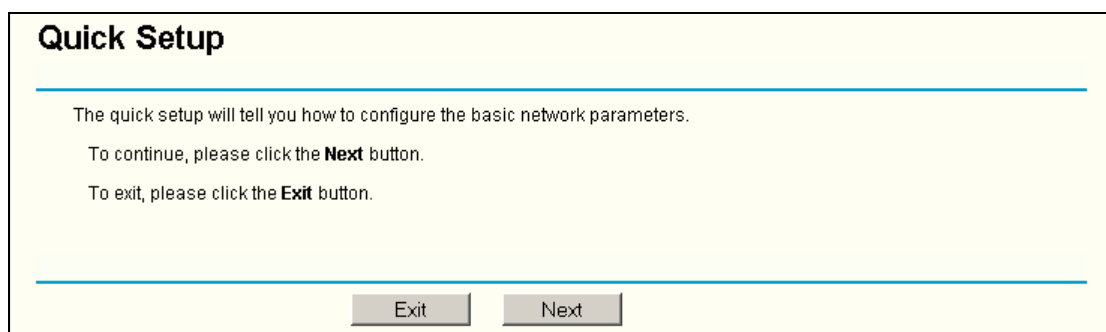 Quick Setup
The quick setup will tell you how to configure the basic network parameters.
To continue, please click the Next button.
To exit, please click the Exit button.
Exit Next